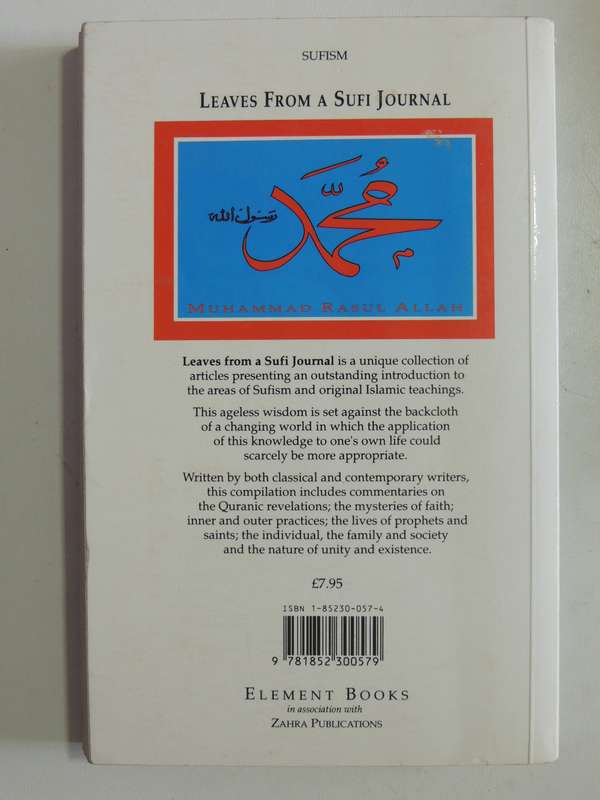 SUFISM
LEAVES FROM A SUFI JOURNAL
مُحَمَّد
رسول الله
MUHAMMAD RASUL ALLAH
Leaves from a Sufi Journal is a unique collection of
articles presenting an outstanding introduction to
the areas of Sufism and original Islamic teachings.
This ageless wisdom is set against the backcloth
of a changing world in which the application
of this knowledge to one's own life could
scarcely be more appropriate.
Written by both classical and contemporary writers,
this compilation includes commentaries on
the Quranic revelations; the mysteries of faith;
inner and outer practices; the lives of prophets and
saints; the individual, the family and society
and the nature of unity and existence.
£7.95
ISBN 1-85230-057-4
9 781852 300579
ELEMENT BOOKS
in association with
ZAHRA PUBLICATIONS